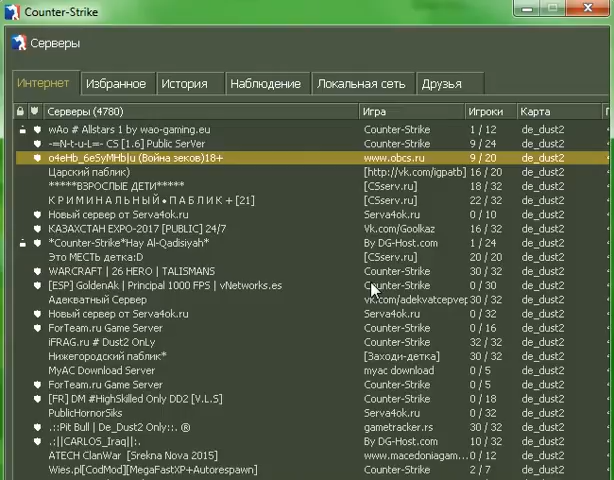 Counter-Strike
Серверы
Интернет Избранное История Наблюдение Локальная сеть Друзья
Серверы (4780) Игра Игроки Карта
wAo # Allstars 1 by wao-gaming.eu Counter-Strike 1 / 12 de_dust2
-=N-t-u-L=- CS [1.6] Public SerVer Counter-Strike 9 / 24 de_dust2
o4eHb_6eSyMHb|u (Война зеков)18+ www.obcs.ru 9 / 20 de_dust2
Царский паблик) [http://vk.com/igpatb] 16 / 20 de_dust2
*****ВЗРОСЛЫЕ ДЕТИ***** [CSserv.ru] 18 / 32 de_dust2
К Р И М И Н А Л Ь Н Ы Й • П А Б Л И К + [21] [CSserv.ru] 22 / 32 de_dust2
Новый сервер от Serva4ok.ru Serva4ok.ru 0 / 10 de_dust2
КАЗАХСТАН EXPO-2017 [PUBLIC] 24/7 Vk.com/Goolkaz 16 / 32 de_dust2
*Counter-Strike*Hay Al-Qadisiyah* By DG-Host.com 1 / 24 de_dust2
Это МЕСТЬ детка:D [CSserv.ru] 20 / 20 de_dust2
WARCRAFT | 26 HERO | TALISMANS Counter-Strike 30 / 32 de_dust2
[ESP] GoldenAk | Principal 1000 FPS | vNetworks.es Counter-Strike 0 / 30 de_dust2
Адекватный Сервер vk.com/adekvatcepvep 30 / 32 de_dust2
Новый сервер от Serva4ok.ru Serva4ok.ru 0 / 32 de_dust2
ForTeam.ru Game Server Counter-Strike 0 / 16 de_dust2
iFRAG.ru # Dust2 OnLy Counter-Strike 32 / 32 de_dust2
Нижегородский паблик* [Заходи-детка] 30 / 32 de_dust2
MyAC Download Server myac download 0 / 5 de_dust2
ForTeam.ru Game Server Counter-Strike 0 / 5 de_dust2
[FR] DM #HighSkilled Only DD2 [V.L.S] Counter-Strike 0 / 18 de_dust2
PublicHornorSiks Serva4ok.ru 0 / 32 de_dust2
.::Pit Bull | De_Dust2 Only::. ® gametracker.rs 30 / 32 de_dust2
.:||CARLOS_Iraq||:. By DG-Host.com 10 / 32 de_dust2
ATECH ClanWar [Srekna Nova 2015] www.macedoniagam... 0 / 12 de_dust2
Wies.pl[CodMod][MegaFastXP+Autorespawn] Counter-Strike 2 / 7 de_dust2